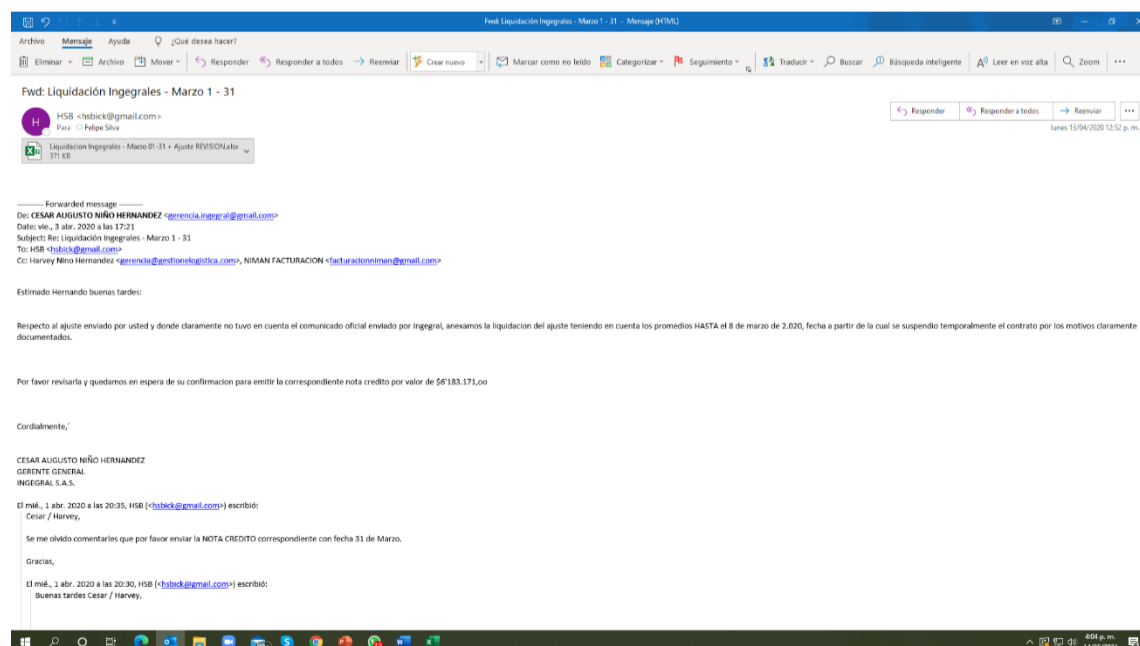 Fwd: Liquidación Ingegrales - Marzo 1 - 31 - Mensaje (HTML)
Archivo Mensaje Ayuda ¿Qué desea hacer?
Eliminar Archivo Mover Responder Responder a todos Reenviar Crear nuevo Marcar como no leído Categorizar Seguimiento Traducir Buscar Búsqueda inteligente Leer en voz alta Zoom
Fwd: Liquidación Ingegrales - Marzo 1 - 31
H
HSB <hsbick@gmail.com>
Para Felipe Silva
Responder Responder a todos Reenviar
lunes 13/04/2020 12:52 p. m.
Liquidacion Ingegrales - Marzo 01-31 + Ajuste REVISION.xlsx
371 KB
---------- Forwarded message ---------
De: CESAR AUGUSTO NIÑO HERNANDEZ <gerencia.ingegral@gmail.com>
Date: vie., 3 abr. 2020 a las 17:21
Subject: Re: Liquidación Ingegrales - Marzo 1 - 31
To: HSB <hsbick@gmail.com>
Cc: Harvey Nino Hernandez <gerencia@gestionelogistica.com>, NIMAN FACTURACION <facturacionniman@gmail.com>
Estimado Hernando buenas tardes:
Respecto al ajuste enviado por usted y donde claramente no tuvo en cuenta el comunicado oficial enviado por Ingegral, anexamos la liquidacion del ajuste teniendo en cuenta los promedios HASTA el 8 de marzo de 2.020, fecha a partir de la cual se suspendio temporalmente el contrato por los motivos claramente
documentados.
Por favor revisarla y quedamos en espera de su confirmacion para emitir la correspondiente nota credito por valor de $6'183.171,oo
Cordialmente,´
CESAR AUGUSTO NIÑO HERNANDEZ
GERENTE GENERAL
INGEGRAL S.A.S.
El mié., 1 abr. 2020 a las 20:35, HSB (<hsbick@gmail.com>) escribió:
Cesar / Harvey,
Se me olvido comentarles que por favor enviar la NOTA CREDITO correspondiente con fecha 31 de Marzo.
Gracias,
El mié., 1 abr. 2020 a las 20:30, HSB (<hsbick@gmail.com>) escribió:
Buenas tardes Cesar / Harvey,
4:04 p. m.